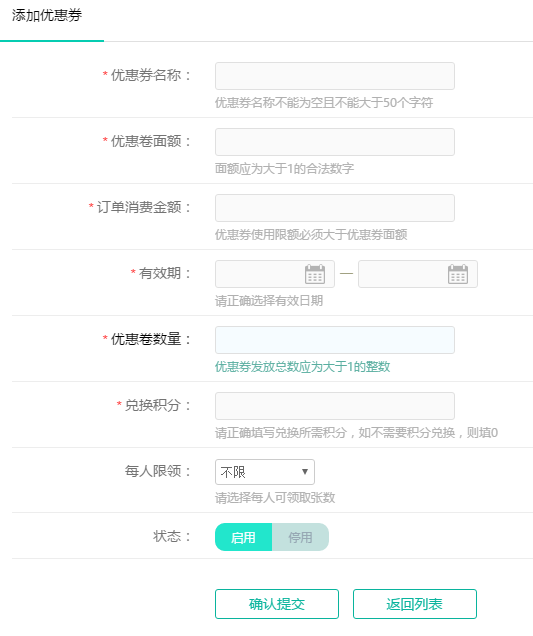 添加优惠券
* 优惠券名称：
优惠券名称不能为空且不能大于50个字符
* 优惠卷面额：
面额应为大于1的合法数字
* 订单消费金额：
优惠券使用限额必须大于优惠券面额
* 有效期： —
请正确选择有效日期
* 优惠卷数量：
优惠券发放总数应为大于1的整数
* 兑换积分：
请正确填写兑换所需积分，如不需要积分兑换，则填0
每人限领： 不限
请选择每人可领取张数
状态： 启用 停用
确认提交 返回列表